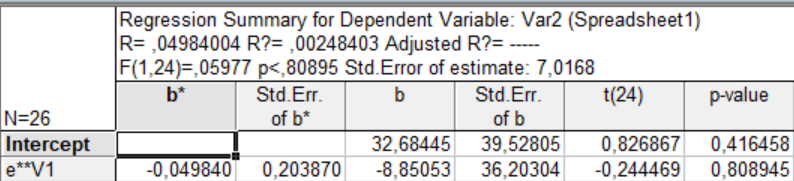 Regression Summary for Dependent Variable: Var2 (Spreadsheet1)
R= ,04984004 R?= ,00248403 Adjusted R?= -----
F(1,24)=,05977 p<,80895 Std.Error of estimate: 7,0168
N=26 b* Std.Err. of b* b Std.Err. of b t(24) p-value
Intercept 32,68445 39,52805 0,826867 0,416458
e**V1 -0,049840 0,203870 -8,85053 36,20304 -0,244469 0,808945